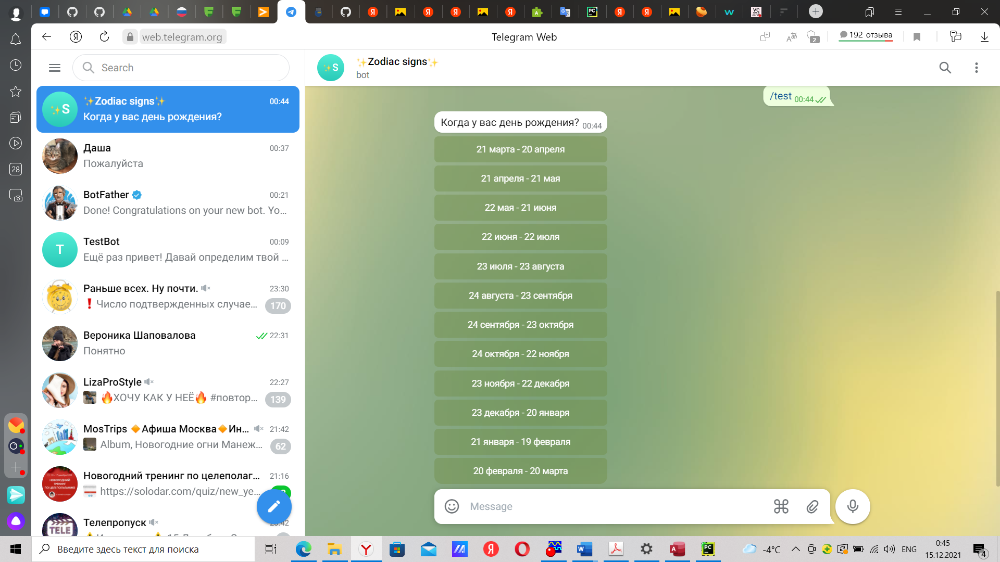 web.telegram.org
Telegram Web
2
192 отзыва
Search
✨Zodiac signs✨
bot
28
✨S
✨Zodiac signs✨ 00:44
Когда у вас день рождения?
Даша 00:37
Пожалуйста
BotFather 00:21
Done! Congratulations on your new bot. Yo...
T
TestBot 00:09
Ещё раз привет! Давай определим твой ...
Раньше всех. Ну почти. 23:30
❗Число подтвержденных случае... 170
Вероника Шаповалова 22:31
Понятно
LizaProStyle 22:27
🔥ХОЧУ КАК У НЕЁ🔥 #повтор... 139
MosTrips 🔶Афиша Москва🔶Ин... 21:42
Album, Новогодние огни Манеж... 62
Новогодний тренинг по целеполаг... 21:16
https://solodar.com/quiz/new_ye...
Телепропуск
TELE
/test 00:44
Когда у вас день рождения? 00:44
21 марта - 20 апреля
21 апреля - 21 мая
22 мая - 21 июня
22 июня - 22 июля
23 июля - 23 августа
24 августа - 23 сентября
24 сентября - 23 октября
24 октября - 22 ноября
23 ноября - 22 декабря
23 декабря - 20 января
21 января - 19 февраля
20 февраля - 20 марта
Message
Введите здесь текст для поиска
-4°C
ENG
0:45
15.12.2021
4